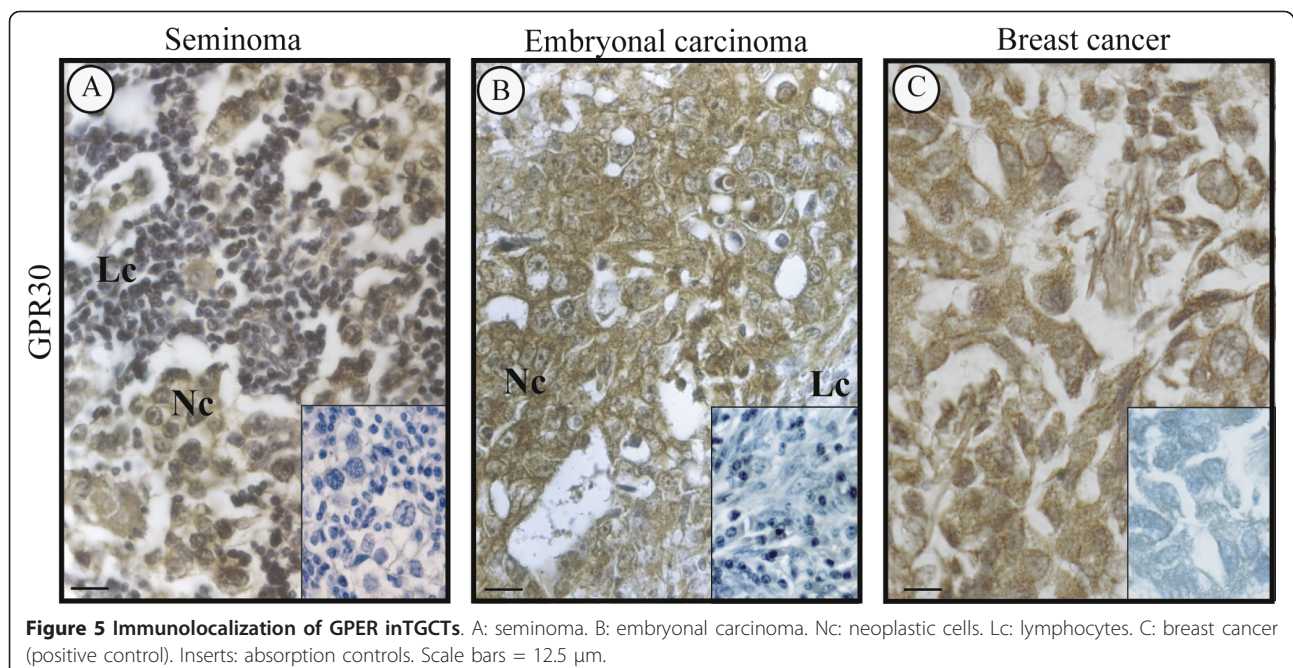 Seminoma
Embryonal carcinoma
Breast cancer
GPR30
A
Lc
Nc
B
Nc
Lc
C
Figure 5 Immunolocalization of GPER inTGCTs. A: seminoma. B: embryonal carcinoma. Nc: neoplastic cells. Lc: lymphocytes. C: breast cancer
(positive control). Inserts: absorption controls. Scale bars = 12.5 μm.